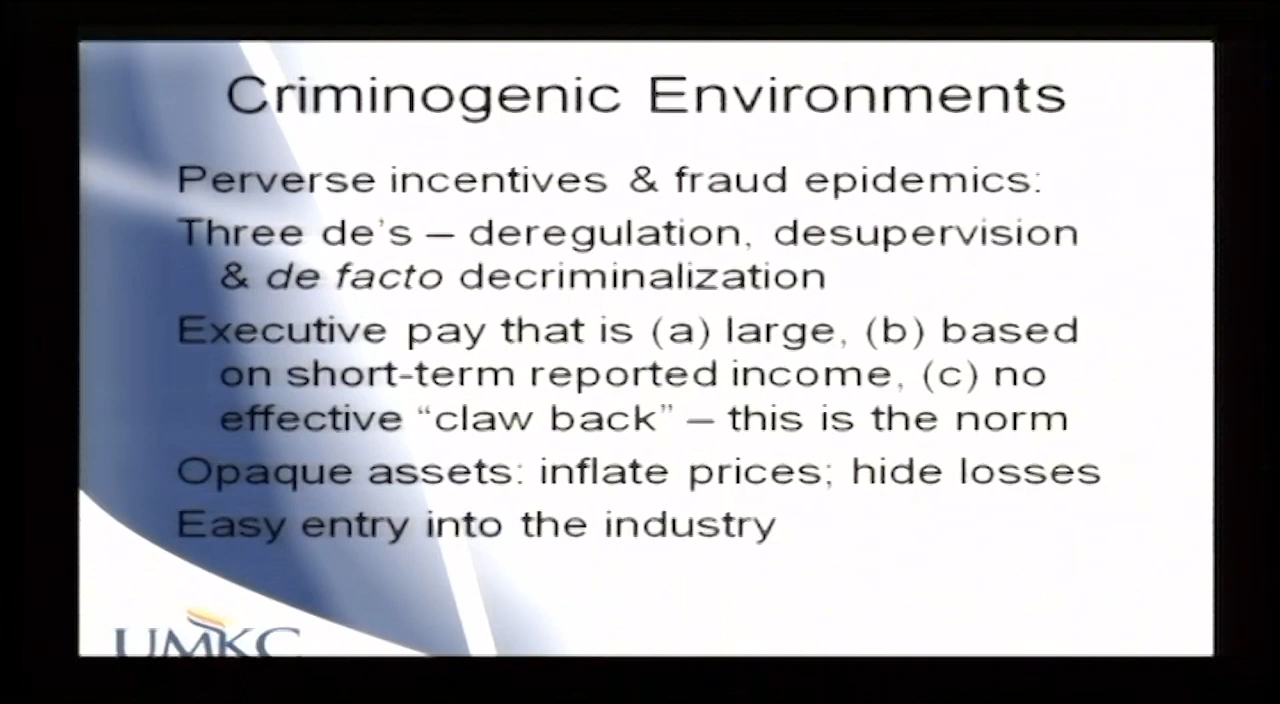 Criminogenic Environments
Perverse incentives & fraud epidemics:
Three de's – deregulation, desupervision
& de facto decriminalization
Executive pay that is (a) large, (b) based
on short-term reported income, (c) no
effective “claw back” – this is the norm
Opaque assets: inflate prices; hide losses
Easy entry into the industry
UMKC